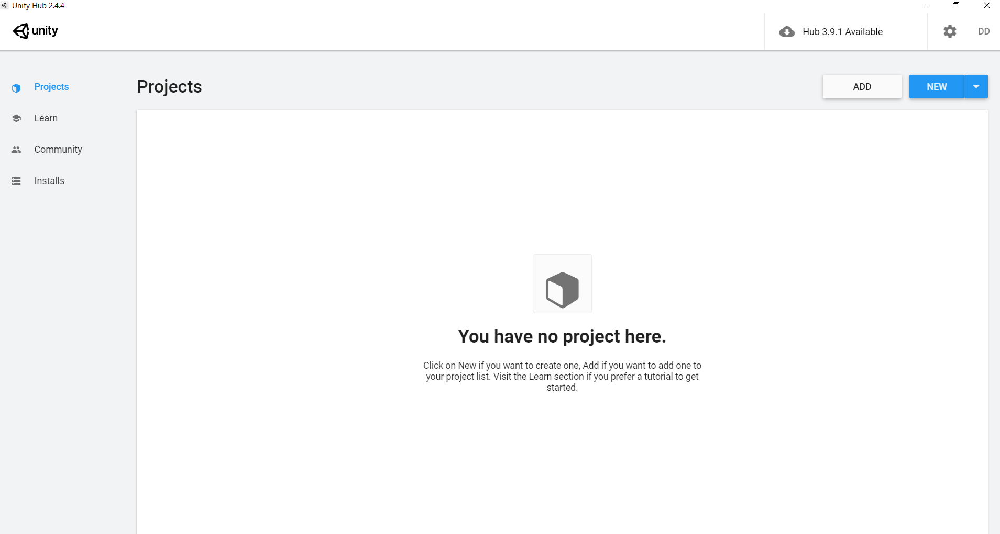 Unity Hub 2.4.4
unity
Hub 3.9.1 Available
DD
Projects
Learn
Community
Installs
Projects
ADD
NEW
You have no project here.
Click on New if you want to create one, Add if you want to add one to
your project list. Visit the Learn section if you prefer a tutorial to get
started.